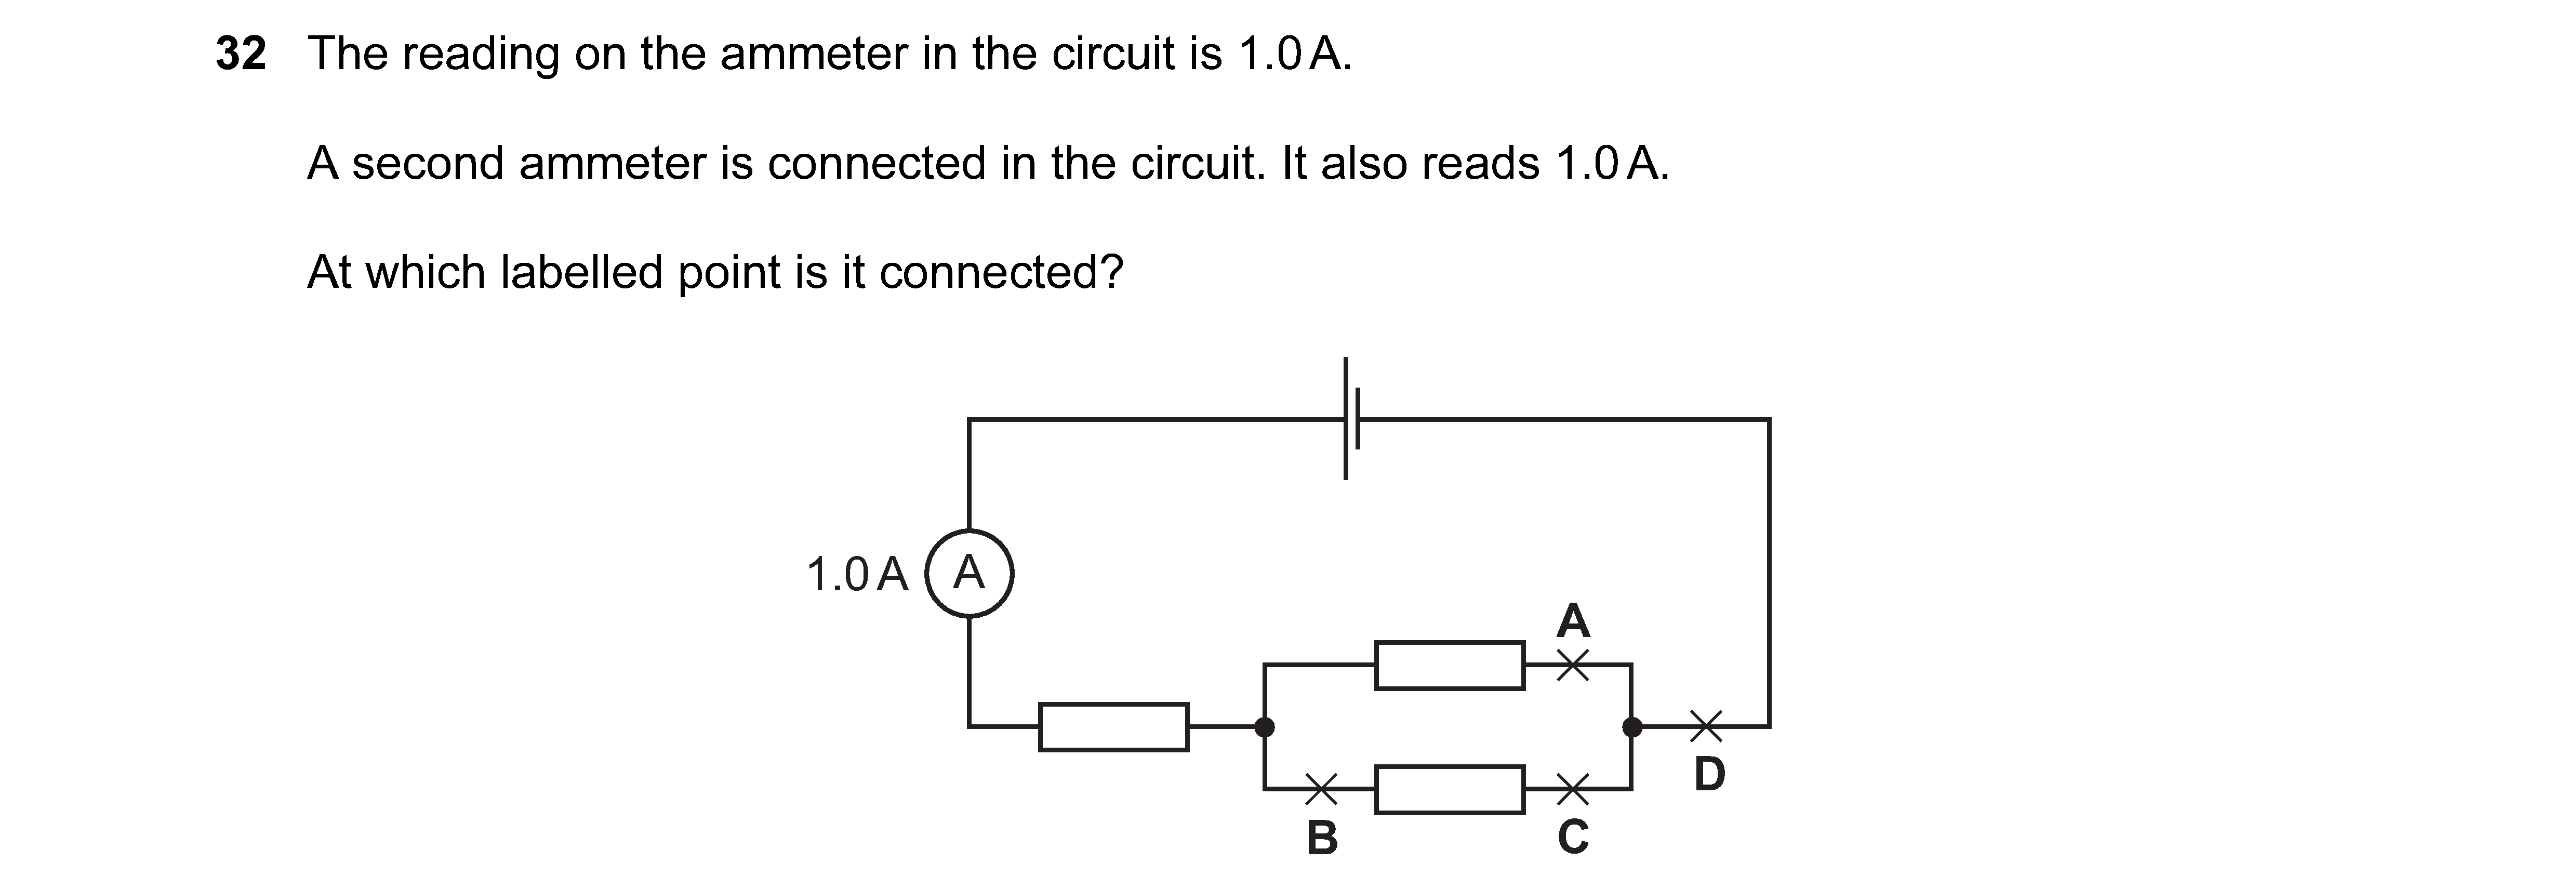 32 The reading on the ammeter in the circuit is 1.0 A.
A second ammeter is connected in the circuit. It also reads 1.0 A.
At which labelled point is it connected?
1.0 A A
A
D
B
C